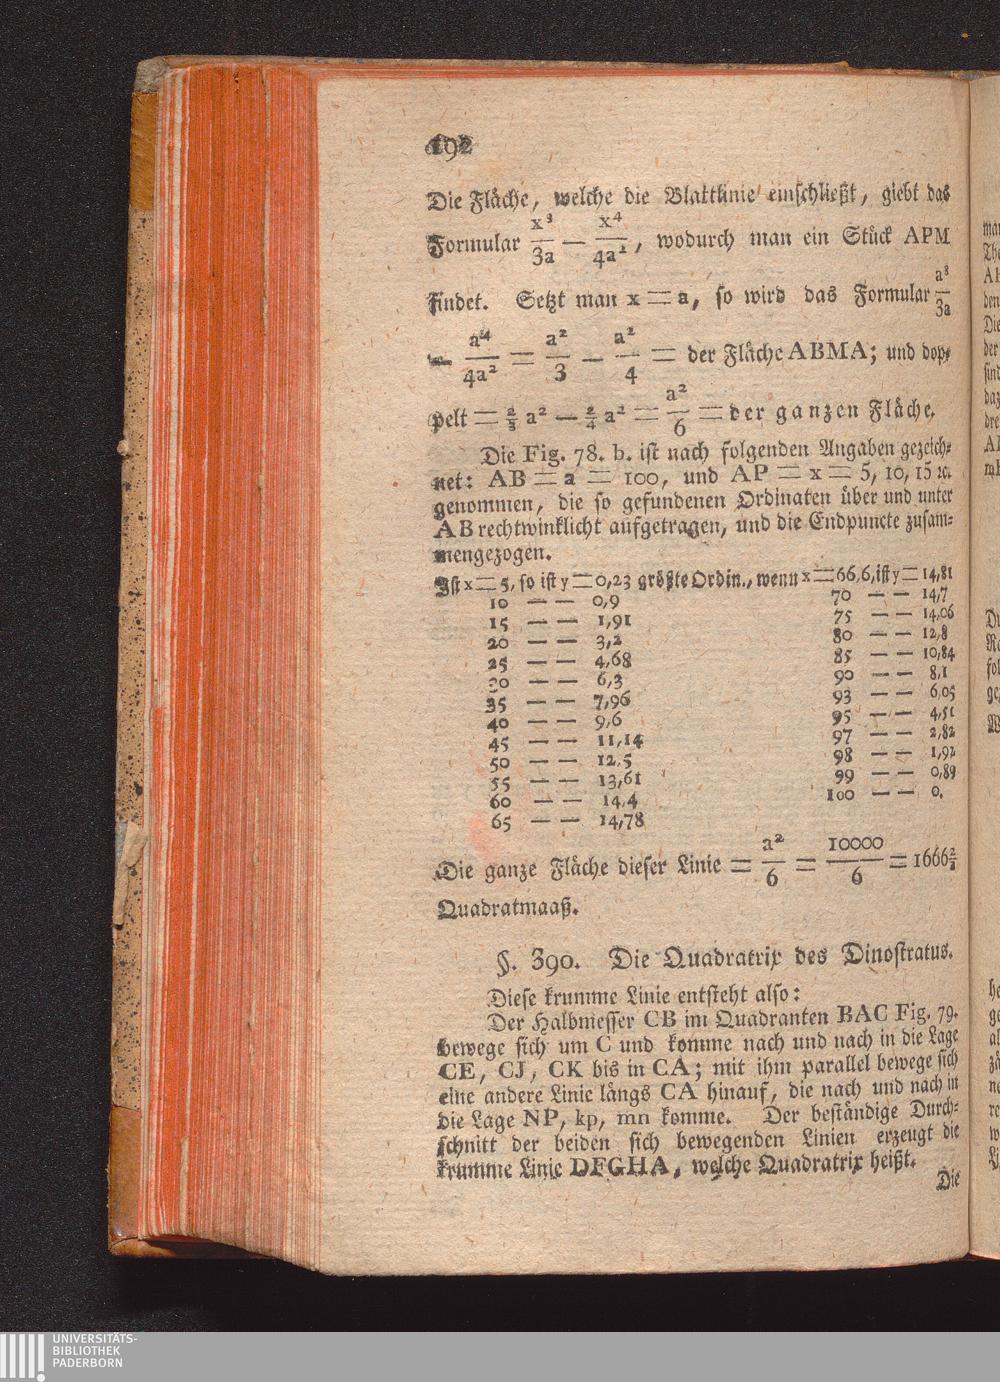 192
Die Fläche, welche die Blattlinie einschließt, giebt das
Formular x³/3a — x⁴/4a², wodurch man ein Stück APM
findet. Setzt man x = a, so wird das Formular a³/3a
— a⁴/4a² = a²/3 — a²/4 = der Fläche ABMA; und dop-
pelt = ⅔ a² — 2/4 a² = a²/6 = der ganzen Fläche.
Die Fig. 78. b. ist nach folgenden Angaben gezeich-
net: AB = a = 100, und AP = x = 5, 10, 15 ꝛc.
genommen, die so gefundenen Ordinaten über und unter
AB rechtwinklicht aufgetragen, und die Endpuncte zusam-
mengezogen.
Ist x = 5, so ist y = 0,23 größte Ordin., wenn x = 66,6, ist y = 14,81
10 — — 0,9 70 — — 14,7
15 — — 1,91 75 — — 14,06
20 — — 3,2 80 — — 12,8
25 — — 4,68 85 — — 10,84
30 — — 6,3 90 — — 8,1
35 — — 7,96 93 — — 6,05
40 — — 9,6 95 — — 4,51
45 — — 11,14 97 — — 2,82
50 — — 12,5 98 — — 1,92
55 — — 13,61 99 — — 0,89
60 — — 14,4 100 — — 0.
65 — — 14,78
Die ganze Fläche dieser Linie = a²/6 = 10000/6 = 1666⅔
Quadratmaaß.
§. 390. Die Quadratrix des Dinostratus.
Diese krumme Linie entsteht also:
Der Halbmesser CB im Quadranten BAC Fig. 79.
bewege sich um C und komme nach und nach in die Lage
CE, CJ, CK bis in CA; mit ihm parallel bewege sich
eine andere Linie längs CA hinauf, die nach und nach in
die Lage NP, kp, mn komme. Der beständige Durch-
schnitt der beiden sich bewegenden Linien erzeugt die
krumme Linie DFGHA, welche Quadratrix heißt.
Die
UNIVERSITÄTS-
BIBLIOTHEK
PADERBORN